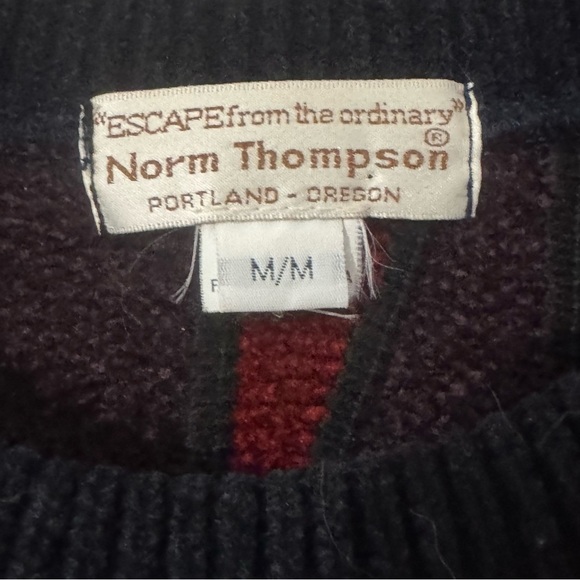 "ESCAPE from the ordinary"
Norm Thompson®
PORTLAND - OREGON
M/M